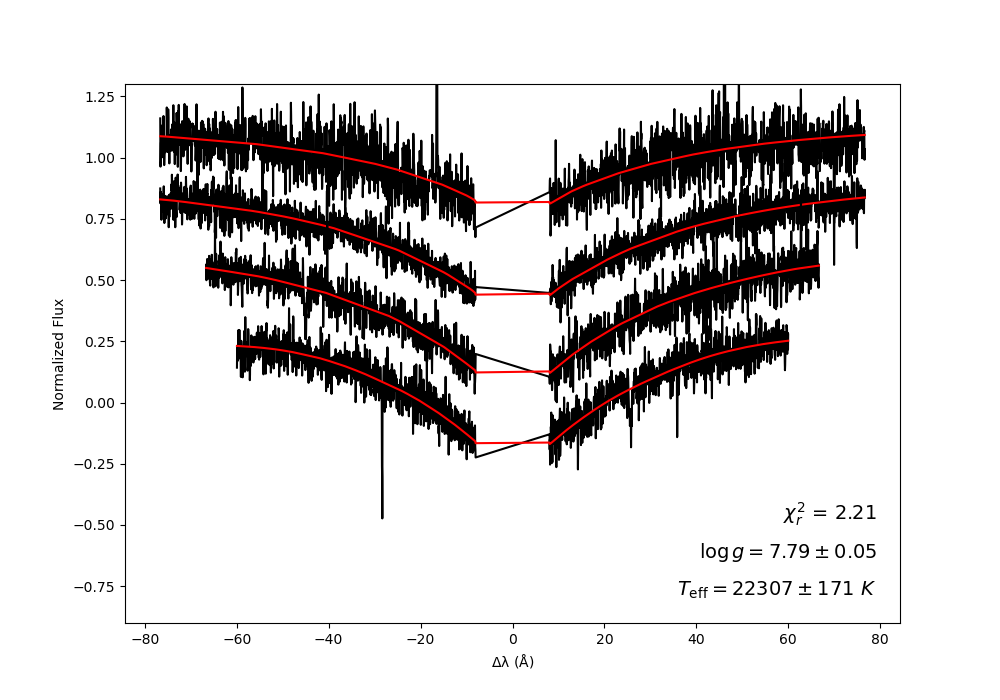 1.25
1.00
0.75
0.50
0.25
0.00
−0.25
−0.50
−0.75
Normalized Flux
χ²ᵣ = 2.21
log g = 7.79 ± 0.05
T_eff = 22307 ± 171 K
−80 −60 −40 −20 0 20 40 60 80
Δλ (Å)